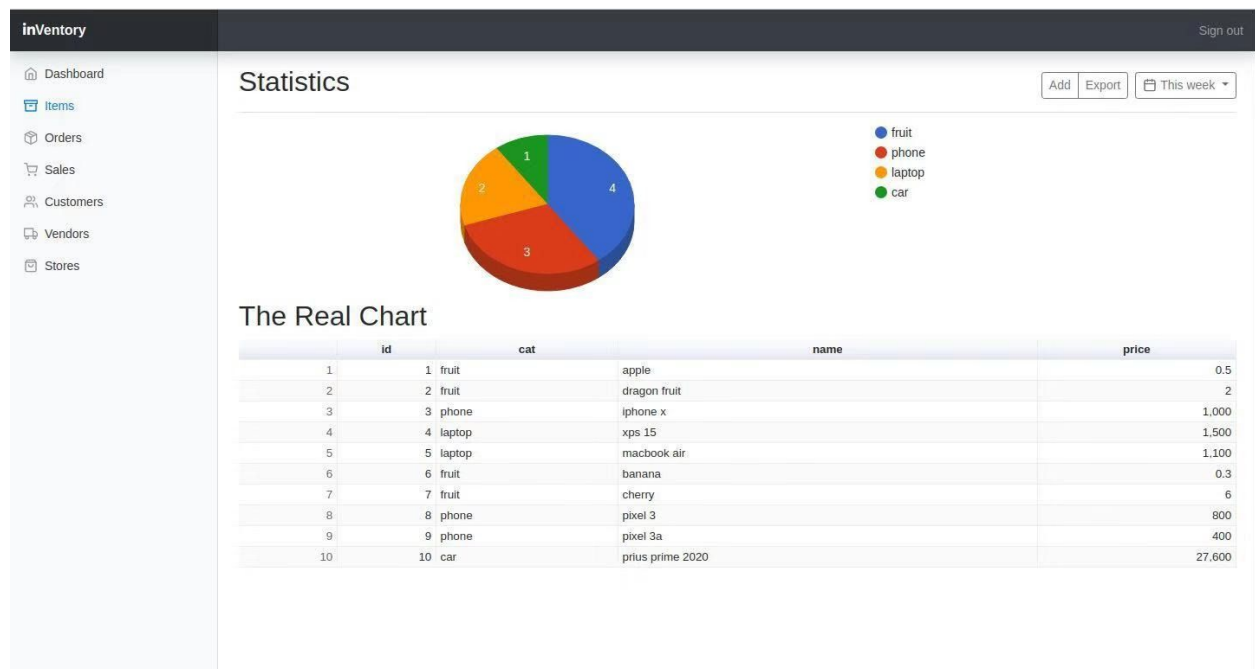 inVentory
Sign out
Dashboard
Items
Orders
Sales
Customers
Vendors
Stores
Statistics
Add Export This week
1
2
4
3
fruit
phone
laptop
car
The Real Chart
id cat name price
1 1 fruit apple 0.5
2 2 fruit dragon fruit 2
3 3 phone iphone x 1,000
4 4 laptop xps 15 1,500
5 5 laptop macbook air 1,100
6 6 fruit banana 0.3
7 7 fruit cherry 6
8 8 phone pixel 3 800
9 9 phone pixel 3a 400
10 10 car prius prime 2020 27,600